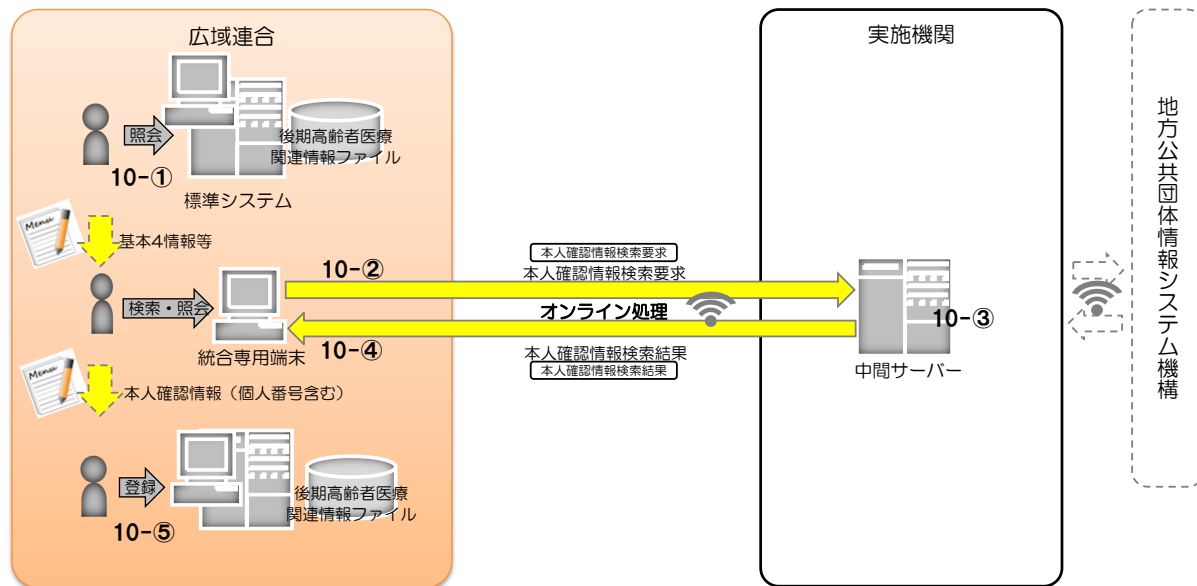 広域連合
照会
後期高齢者医療
関連情報ファイル
10-①
標準システム
Menu
基本4情報等
検索・照会
統合専用端末
10-②
本人確認情報検索要求
本人確認情報検索要求
オンライン処理
10-④
本人確認情報検索結果
本人確認情報検索結果
Menu
本人確認情報（個人番号含む）
登録
後期高齢者医療
関連情報ファイル
10-⑤
実施機関
10-③
中間サーバー
地方公共団体情報システム機構